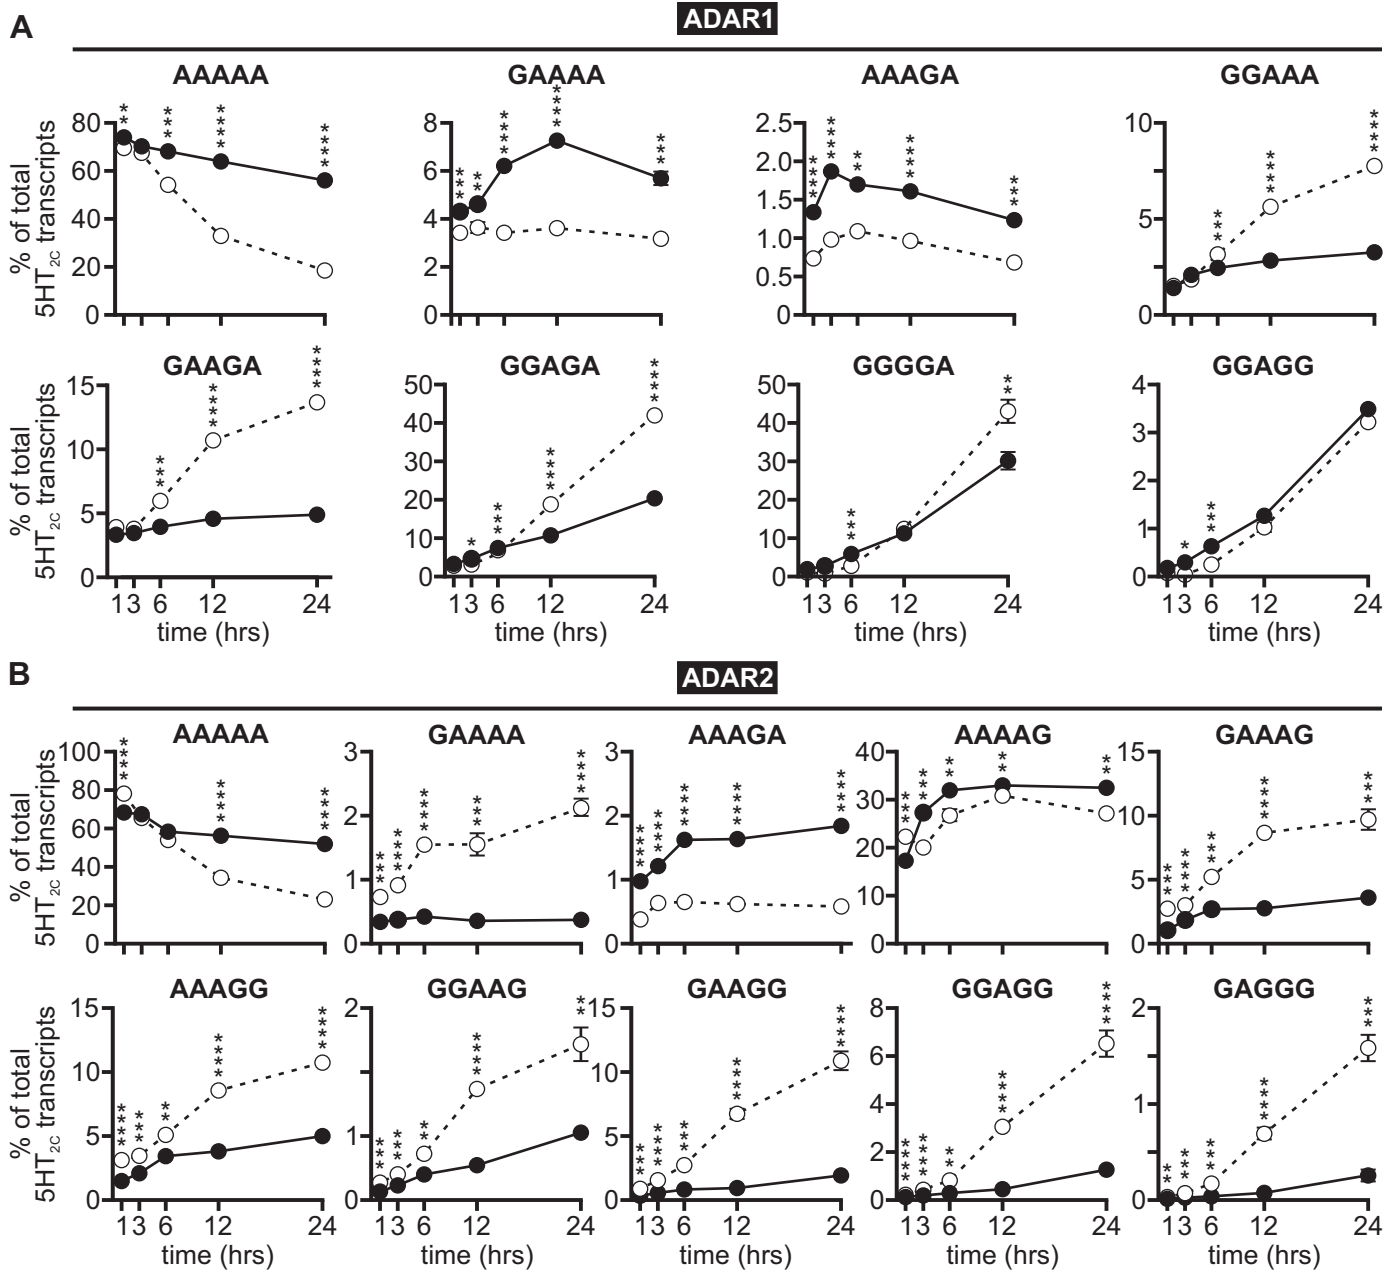 A
ADAR1
AAAAA
GAAAA
AAAGA
GGAAA
% of total
5HT2C transcripts
80
60
40
20
0
** *** **** ****
8
6
4
2
0
*** ** **** **** ***
2.5
2.0
1.5
1.0
0.5
0
**** **** ** **** ***
10
5
0
*** **** ****
GAAGA
GGAGA
GGGGA
GGAGG
% of total
5HT2C transcripts
15
10
5
0
*** **** ****
50
40
30
20
10
0
* *** **** ****
50
40
30
20
10
0
*** **
4
3
2
1
0
* ***
1 3 6 12 24
1 3 6 12 24
1 3 6 12 24
1 3 6 12 24
time (hrs)
time (hrs)
time (hrs)
time (hrs)
B
ADAR2
AAAAA
GAAAA
AAAGA
AAAAG
GAAAG
% of total
5HT2C transcripts
100
80
60
40
20
0
**** **** ****
3
2
1
0
*** **** **** *** ****
3
2
1
0
**** **** **** **** ****
40
30
20
10
0
*** *** ** ** **
15
10
5
0
*** **** *** **** ***
AAAGG
GGAAG
GAAGG
GGAGG
GAGGG
% of total
5HT2C transcripts
15
10
5
0
**** *** ** **** ****
2
1
0
*** *** ** **** **
15
10
5
0
*** **** *** **** ****
8
6
4
2
0
**** **** ** **** ****
2
1
0
** *** *** **** ***
1 3 6 12 24
1 3 6 12 24
1 3 6 12 24
1 3 6 12 24
1 3 6 12 24
time (hrs)
time (hrs)
time (hrs)
time (hrs)
time (hrs)